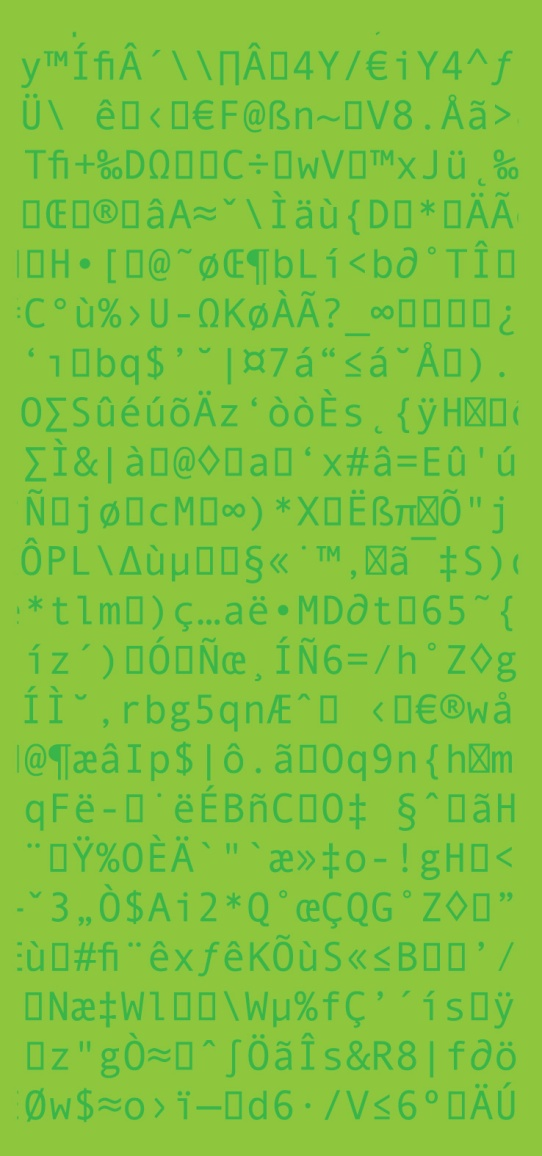 y™ÍﬁÂ´\\∏Â▯4Y/€iY4^ƒ
Ü\ ê▯‹▯€F@ßn~▯V8.Åã>
Tﬁ+‰DΩ▯▯▯C÷▯wV▯™xJü˛‰
▯Œ▯®▯âA≈ˇ\Ìäù{D▯*▯ÄÃ
▯H•[▯@˜øŒ¶bLí<b∂˚TÎ▯
C°ù%›U-ΩKøÀÃ?_∞▯▯▯▯¿
‘ı▯bq$’˘|¤7á“≤á˘Å▯).
O∑SûéúõÄz‘òòÈs˛{ÿH☒▯
∑Ì&|à▯@◊▯a▯‘x#â=Eû'ú
Ñ▯jø▯cM▯∞)*X▯Ëßπ☒Õ"j
ÔPL\∆ùµ▯▯§«˙™,☒ã¯‡S)
*tlm▯)ç…aë•MD∂t▯65˜{
íz´)▯Ó▯Ñœ¸ÍÑ6=/h˚Z◊g
ÍÌ˘,rbg5qnÆˆ▯ ‹▯€®wå
@¶æâIp$|ô.ã▯Oq9n{h☒m
qFë-▯˙ëÉBñC▯O‡ §ˆ▯ãH
¨▯Ÿ%OÈÄ`"`æ»‡o-!gH▯<
ˇ3„Ò$Ai2*Q˚œÇQG˚Z◊▯”
ù▯#ﬁ¨êxƒêKÕùS«≤B▯▯’/
▯Næ‡Wl▯▯\Wµ%fÇ’´ís▯ÿ
▯z"gÒ≈▯ˆ∫ÖãÎs&R8|f∂ö
Øw$≈o›ï–▯d6·/V≤6º▯ÄÚ